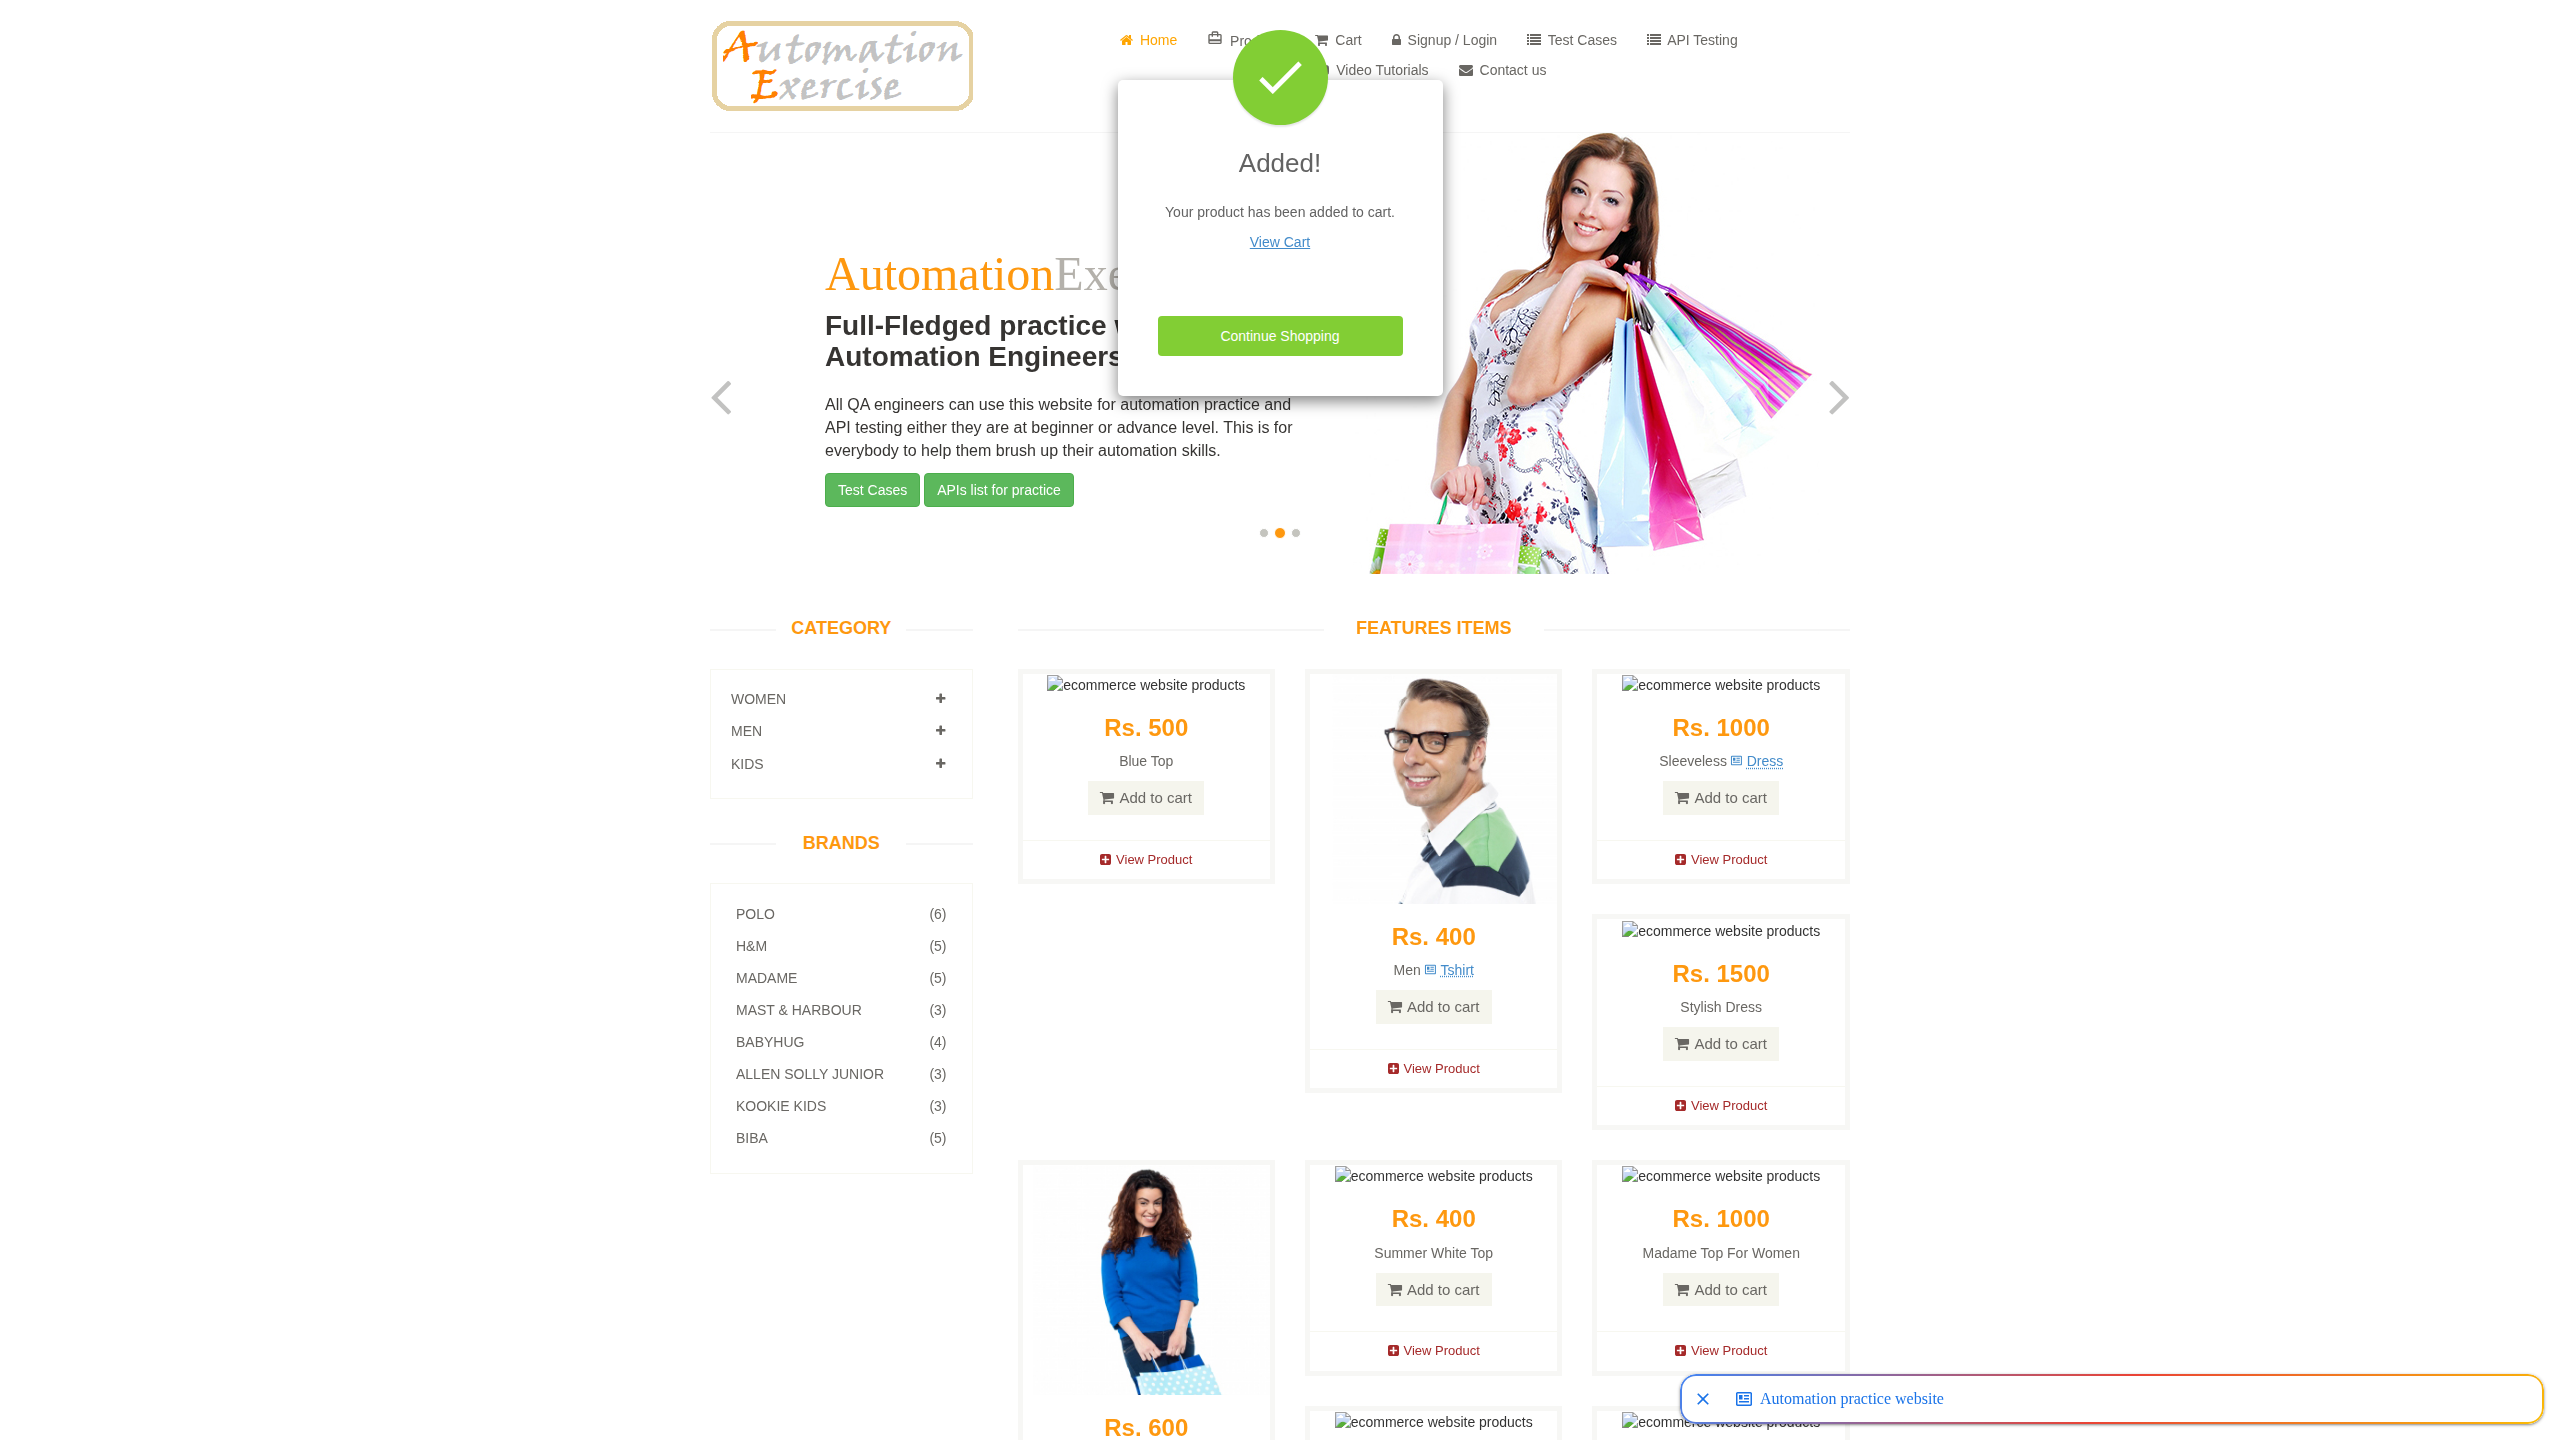 Automation
Exercise
Home
Cart
Signup / Login
Test Cases
API Testing
Video Tutorials
Contact us
Added!
Your product has been added to cart.
View Cart
Continue Shopping
Automation
Full-Fledged practice
Automation Engineers
All QA engineers can use this website for automation practice and
API testing either they are at beginner or advance level. This is for
everybody to help them brush up their automation skills.
Test Cases
APIs list for practice
CATEGORY
WOMEN
MEN
KIDS
BRANDS
POLO (6)
H&M (5)
MADAME (5)
MAST & HARBOUR (3)
BABYHUG (4)
ALLEN SOLLY JUNIOR (3)
KOOKIE KIDS (3)
BIBA (5)
FEATURES ITEMS
ecommerce website products
Rs. 500
Blue Top
Add to cart
View Product
Rs. 400
Men Tshirt
Add to cart
View Product
ecommerce website products
Rs. 1000
Sleeveless Dress
Add to cart
View Product
ecommerce website products
Rs. 1500
Stylish Dress
Add to cart
View Product
Rs. 600
ecommerce website products
Rs. 400
Summer White Top
Add to cart
View Product
ecommerce website products
Rs. 1000
Madame Top For Women
Add to cart
View Product
ecommerce website products
ecommerce website products
Automation practice website